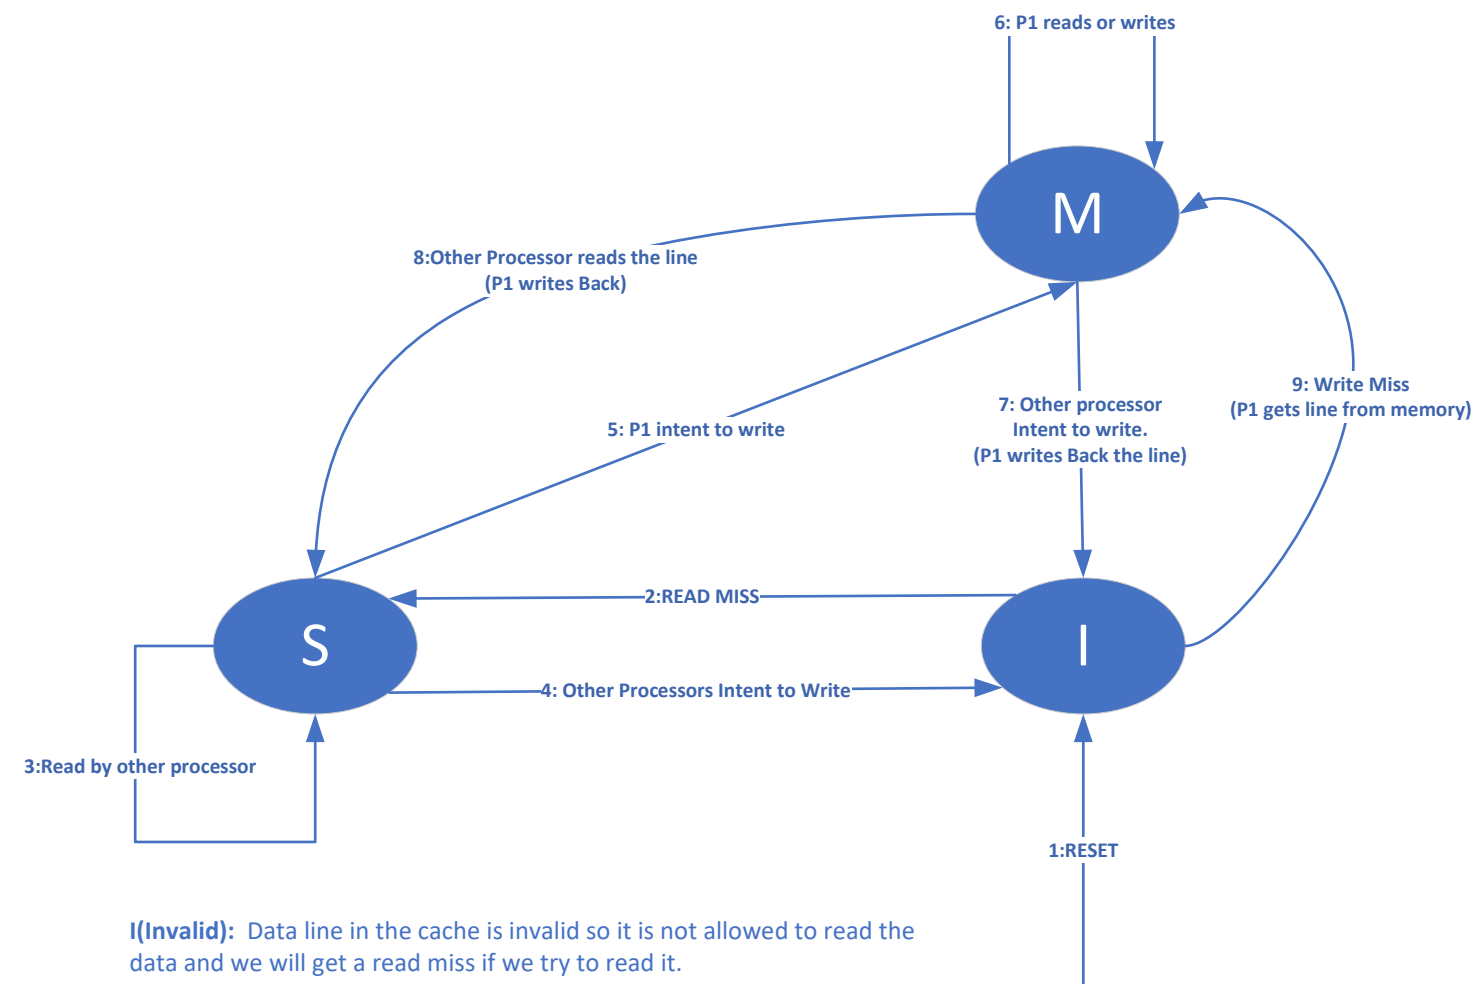 6: P1 reads or writes
M
8:Other Processor reads the line
(P1 writes Back)
9: Write Miss
(P1 gets line from memory)
7: Other processor
Intent to write.
(P1 writes Back the line)
5: P1 intent to write
2:READ MISS
S
I
4: Other Processors Intent to Write
3:Read by other processor
1:RESET
I(Invalid): Data line in the cache is invalid so it is not allowed to read the
data and we will get a read miss if we try to read it.